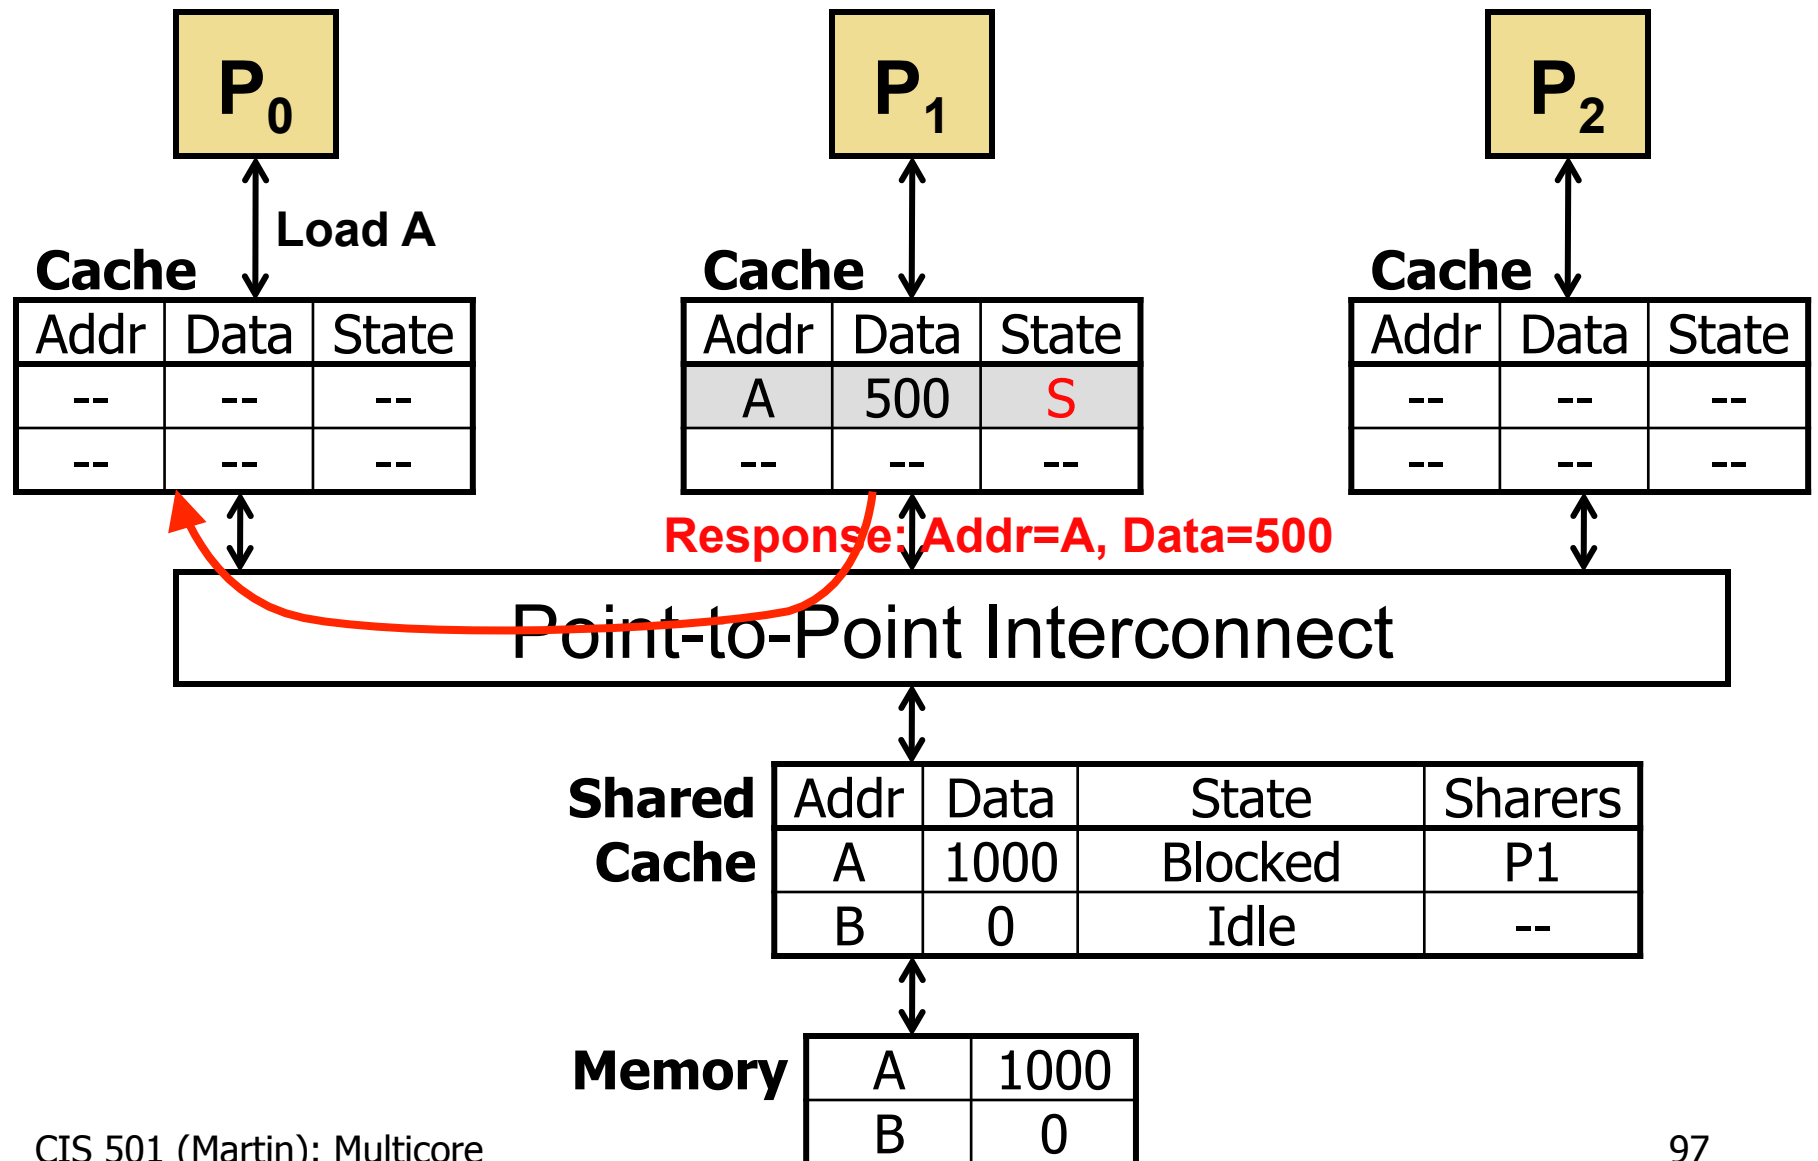 P0 P1 P2
Load A
Cache Cache Cache
Addr Data State Addr Data State Addr Data State
-- -- -- A 500 S -- -- --
-- -- -- -- -- -- -- -- --
Response: Addr=A, Data=500
Point-to-Point Interconnect
Shared Addr Data State Sharers
Cache A 1000 Blocked P1
B 0 Idle --
Memory A 1000
B 0
CIS 501 (Martin): Multicore 97